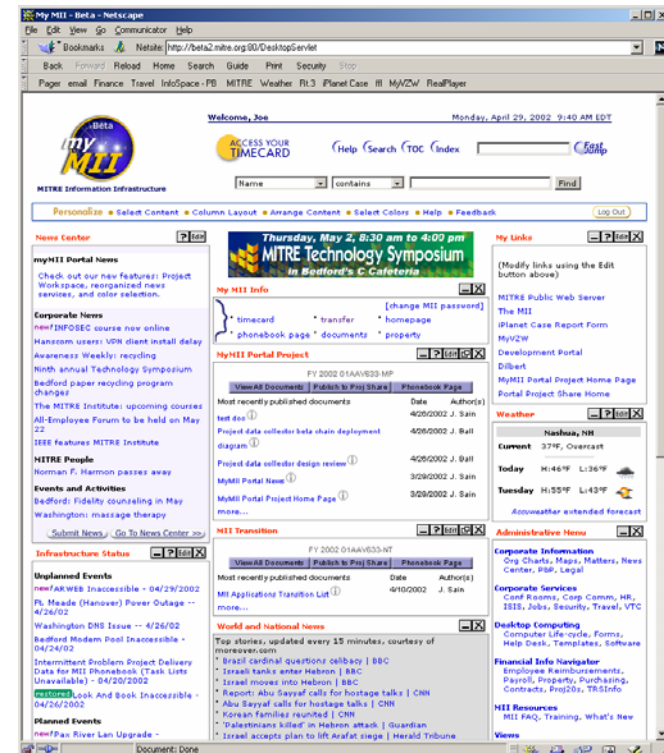 My MII - Beta - Netscape
File Edit View Go Communicator Help
Bookmarks Netsite: http://beta2.mitre.org:80/DesktopServlet
Back Forward Reload Home Search Guide Print Security Stop
Pager email Finance Travel InfoSpace - PB MITRE Weather Rt.3 iPlanet Case ffl MyVZW RealPlayer
Beta
my MII
MITRE Information Infrastructure
Welcome, Joe
Monday, April 29, 2002 9:40 AM EDT
ACCESS YOUR
TIMECARD
Help Search TOC Index
Fast Jump
Name contains Find
Personalize Select Content Column Layout Arrange Content Select Colors Help Feedback Log Out
News Center ? Edit
myMII Portal News
Check out our new features: Project
Workspace, reorganized news
services, and color selection.
Corporate News
new! INFOSEC course now online
Hanscom users: VPN client install delay
Awareness Weekly: recycling
Ninth annual Technology Symposium
Bedford paper recycling program
changes
The MITRE Institute: upcoming courses
All-Employee Forum to be held on May
22
IEEE features MITRE Institute
MITRE People
Norman F. Harmon passes away
Events and Activities
Bedford: Fidelity counseling in May
Washington: massage therapy
Submit News Go To News Center >>
Infrastructure Status ? Edit X
Unplanned Events
new! ARWEB Inaccessible - 04/29/2002
Ft. Meade (Hanover) Power Outage --
4/26/02
Washington DNS Issue -- 4/26/02
Bedford Modem Pool Inaccessible -
04/24/02
Intermittent Problem Project Delivery
Data for MII Phonebook (Task Lists
Unavailable) - 04/20/2002
restored Look And Book Inaccessible -
04/26/2002
Planned Events
new! Pax River Lan Upgrade -
Thursday, May 2, 8:30 am to 4:00 pm
MITRE Technology Symposium
in Bedford's C Cafeteria
My MII Info
[change MII password]
timecard transfer homepage
phonebook page documents property
MyMII Portal Project ? Edit X
FY 2002 01AAV633-MP
View All Documents Publish to Proj Share Phonebook Page
Most recently published documents Date Author(s)
test doc 4/26/2002 J. Sain
Project data collector beta chain deployment
diagram 4/26/2002 J. Ball
Project data collector design review 4/26/2002 J. Ball
MyMII Portal News 3/29/2002 J. Sain
MyMII Portal Project Home Page 3/29/2002 J. Sain
more...
MII Transition ? Edit X
FY 2002 01AAV633-NT
View All Documents Publish to Proj Share Phonebook Page
Most recently published documents Date Author(s)
MII Applications Transition List 4/10/2002 J. Sain
more...
World and National News
Top stories, updated every 15 minutes, courtesy of
moreover.com
Brazil cardinal questions celibacy | BBC
Israeli tanks enter Hebron | BBC
Israel moves into Hebron | BBC
Report: Abu Sayyaf calls for hostage talks | CNN
Abu Sayyaf calls for hostage talks | CNN
Korean families reunited | CNN
'Palestinians killed' in Hebron attack | Guardian
Israel accepts plan to lift Arafat siege | Herald Tribune
My Links ? Edit X
(Modify links using the Edit
button above)
MITRE Public Web Server
The MII
iPlanet Case Report Form
MyVZW
Development Portal
Dilbert
MyMII Portal Project Home Page
Portal Project Share Home
Weather ? Edit X
Nashua, NH
Current 37°F, Overcast
Today H:46°F L:36°F
Tuesday H:55°F L:43°F
Accuweather extended forecast
Administrative Menu
Corporate Information
Org Charts, Maps, Matters, News
Center, P&P, Legal
Corporate Services
Conf Rooms, Corp Comm, HR,
ISIS, Jobs, Security, Travel, VTC
Desktop Computing
Computer Life-cycle, Forms,
Help Desk, Templates, Software
Financial Info Navigator
Employee Reimbursements,
Payroll, Property, Purchasing,
Contracts, Proj20s, TRSInfo
MII Resources
MII FAQ, Training, What's New
Views
Document: Done